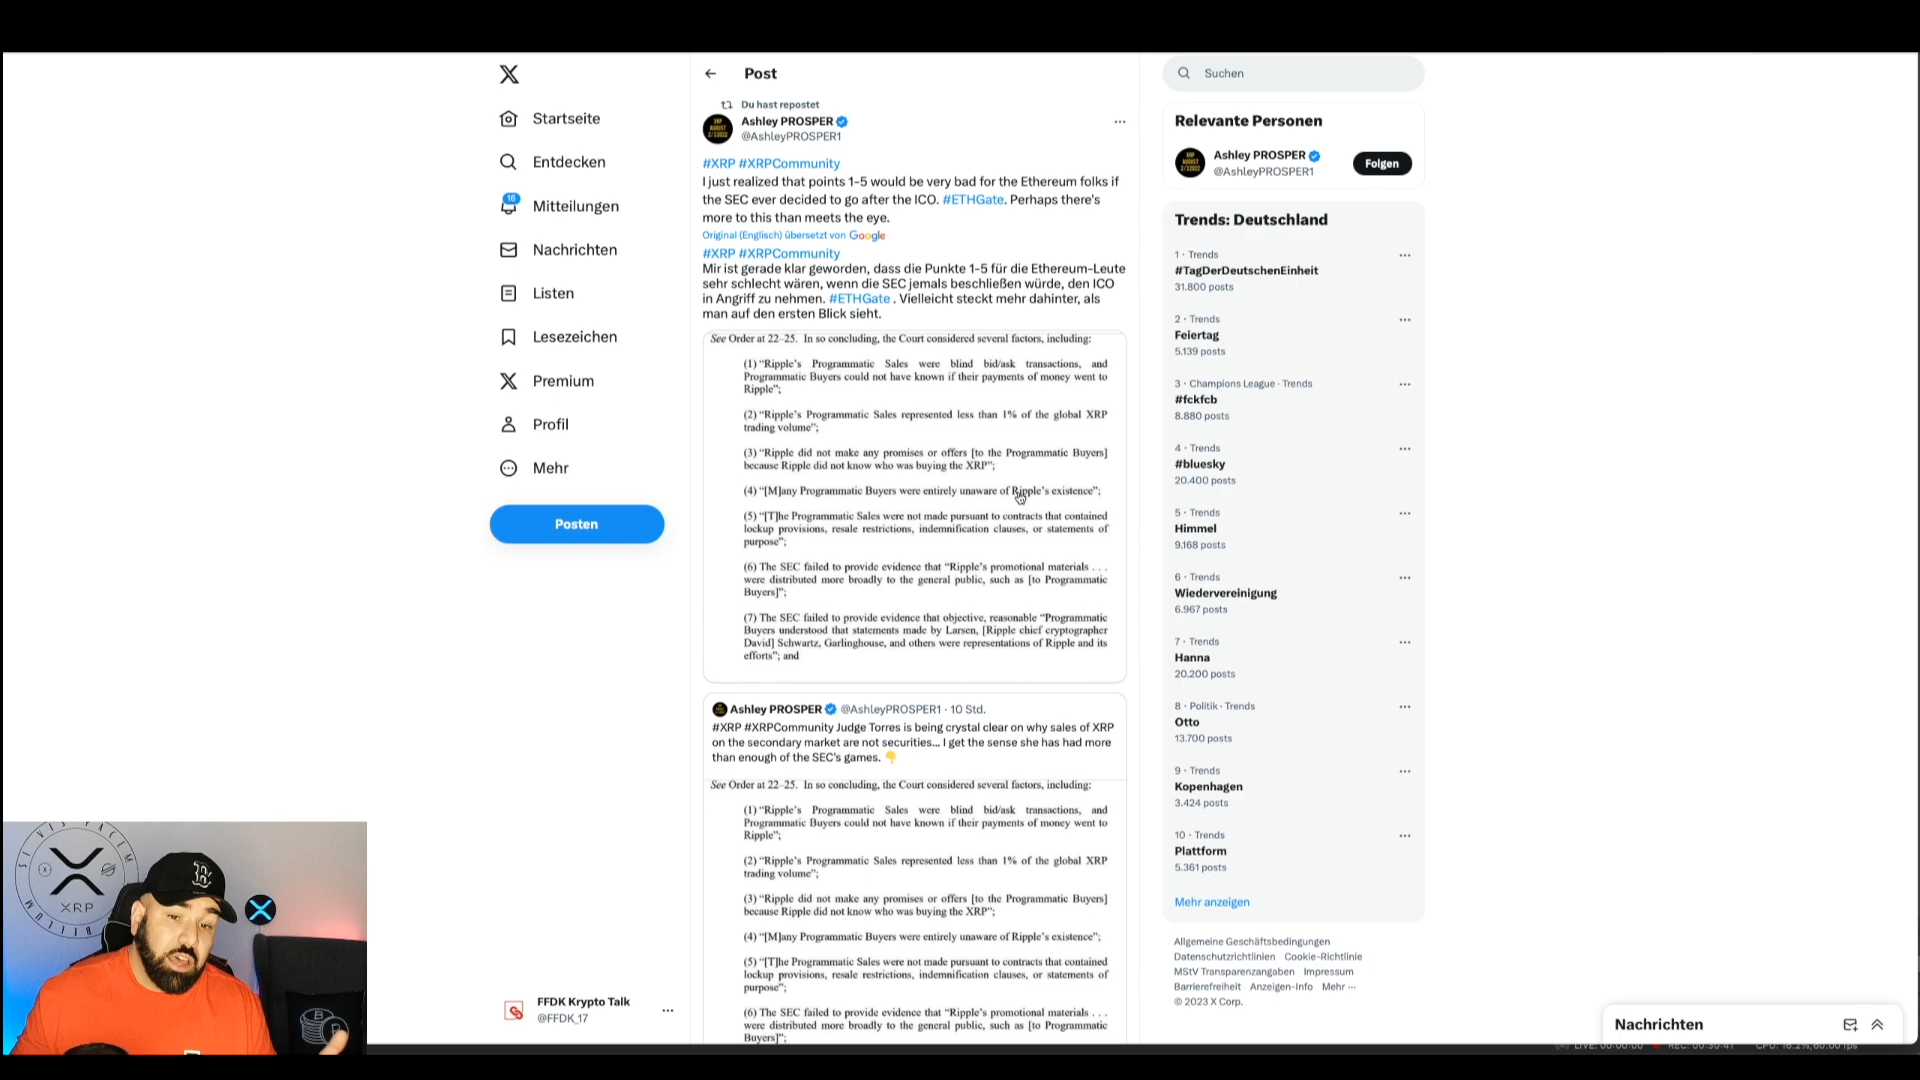 Post
Suchen
Startseite
Entdecken
16
Mitteilungen
Nachrichten
Listen
Lesezeichen
Premium
Profil
Mehr
Posten
FFDK Krypto Talk
@FFDK_17
Du hast repostet
Ashley PROSPER
@AshleyPROSPER1
#XRP #XRPCommunity
I just realized that points 1-5 would be very bad for the Ethereum folks if
the SEC ever decided to go after the ICO. #ETHGate. Perhaps there's
more to this than meets the eye.
Original (Englisch) übersetzt von Google
#XRP #XRPCommunity
Mir ist gerade klar geworden, dass die Punkte 1-5 für die Ethereum-Leute
sehr schlecht wären, wenn die SEC jemals beschließen würde, den ICO
in Angriff zu nehmen. #ETHGate . Vielleicht steckt mehr dahinter, als
man auf den ersten Blick sieht.
See Order at 22-25. In so concluding, the Court considered several factors, including:
(1) “Ripple’s Programmatic Sales were blind bid/ask transactions, and
Programmatic Buyers could not have known if their payments of money went to
Ripple”;
(2) “Ripple’s Programmatic Sales represented less than 1% of the global XRP
trading volume”;
(3) “Ripple did not make any promises or offers [to the Programmatic Buyers]
because Ripple did not know who was buying the XRP”;
(4) “[M]any Programmatic Buyers were entirely unaware of Ripple’s existence”;
(5) “[T]he Programmatic Sales were not made pursuant to contracts that contained
lockup provisions, resale restrictions, indemnification clauses, or statements of
purpose”;
(6) The SEC failed to provide evidence that “Ripple’s promotional materials . . .
were distributed more broadly to the general public, such as [to Programmatic
Buyers]”;
(7) The SEC failed to provide evidence that objective, reasonable “Programmatic
Buyers understood that statements made by Larsen, [Ripple chief cryptographer
David] Schwartz, Garlinghouse, and others were representations of Ripple and its
efforts”; and
Ashley PROSPER @AshleyPROSPER1 · 10 Std.
#XRP #XRPCommunity Judge Torres is being crystal clear on why sales of XRP
on the secondary market are not securities... I get the sense she has had more
than enough of the SEC's games. 👇
See Order at 22-25. In so concluding, the Court considered several factors, including:
(1) “Ripple’s Programmatic Sales were blind bid/ask transactions, and
Programmatic Buyers could not have known if their payments of money went to
Ripple”;
(2) “Ripple’s Programmatic Sales represented less than 1% of the global XRP
trading volume”;
(3) “Ripple did not make any promises or offers [to the Programmatic Buyers]
because Ripple did not know who was buying the XRP”;
(4) “[M]any Programmatic Buyers were entirely unaware of Ripple’s existence”;
(5) “[T]he Programmatic Sales were not made pursuant to contracts that contained
lockup provisions, resale restrictions, indemnification clauses, or statements of
purpose”;
(6) The SEC failed to provide evidence that “Ripple’s promotional materials . . .
were distributed more broadly to the general public, such as [to Programmatic
Buyers]”;
Relevante Personen
Ashley PROSPER
@AshleyPROSPER1
Folgen
Trends: Deutschland
1 · Trends
#TagDerDeutschenEinheit
31.800 posts
2 · Trends
Feiertag
5.139 posts
3 · Champions League · Trends
#fckfcb
8.880 posts
4 · Trends
#bluesky
20.400 posts
5 · Trends
Himmel
9.168 posts
6 · Trends
Wiedervereinigung
6.967 posts
7 · Trends
Hanna
20.200 posts
8 · Politik · Trends
Otto
13.700 posts
9 · Trends
Kopenhagen
3.424 posts
10 · Trends
Plattform
5.361 posts
Mehr anzeigen
Allgemeine Geschäftsbedingungen
Datenschutzrichtlinien Cookie-Richtlinie
MStV Transparenzangaben Impressum
Barrierefreiheit Anzeigen-Info Mehr ···
© 2023 X Corp.
Nachrichten
SI VIS PACEM
XRP
BELLUM
B